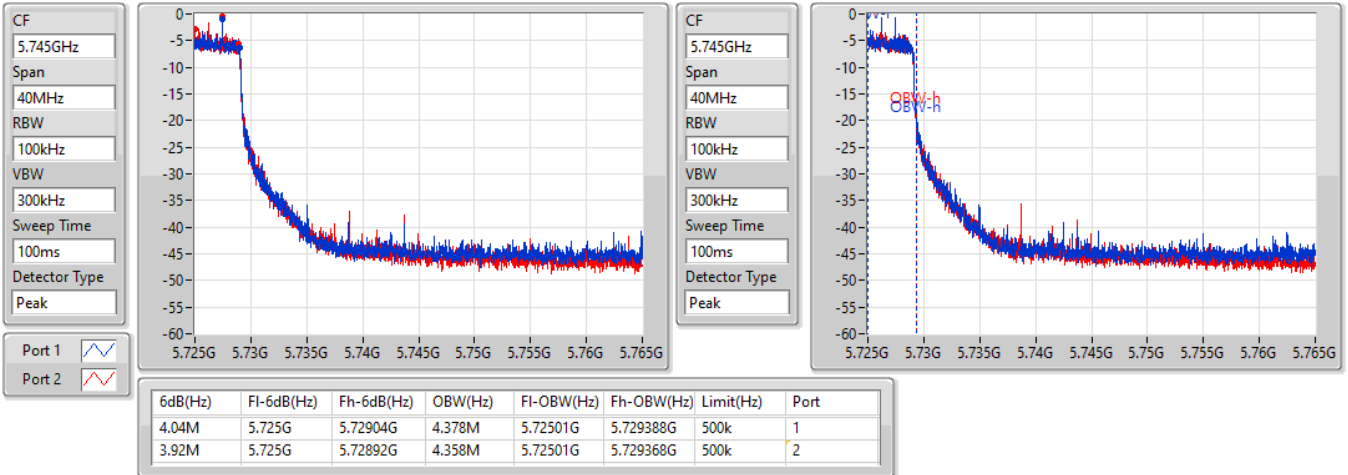 CF
5.745GHz
Span
40MHz
RBW
100kHz
VBW
300kHz
Sweep Time
100ms
Detector Type
Peak
0
-5
-10
-15
-20
-25
-30
-35
-40
-45
-50
-55
-60
5.725G 5.73G 5.735G 5.74G 5.745G 5.75G 5.755G 5.76G 5.765G
CF
5.745GHz
Span
40MHz
RBW
100kHz
VBW
300kHz
Sweep Time
100ms
Detector Type
Peak
0
-5
-10
-15
-20
-25
-30
-35
-40
-45
-50
-55
-60
OBW-h
OBW-h
5.725G 5.73G 5.735G 5.74G 5.745G 5.75G 5.755G 5.76G 5.765G
Port 1
Port 2
6dB(Hz) Fl-6dB(Hz) Fh-6dB(Hz) OBW(Hz) Fl-OBW(Hz) Fh-OBW(Hz) Limit(Hz) Port
4.04M 5.725G 5.72904G 4.378M 5.72501G 5.729388G 500k 1
3.92M 5.725G 5.72892G 4.358M 5.72501G 5.729368G 500k 2